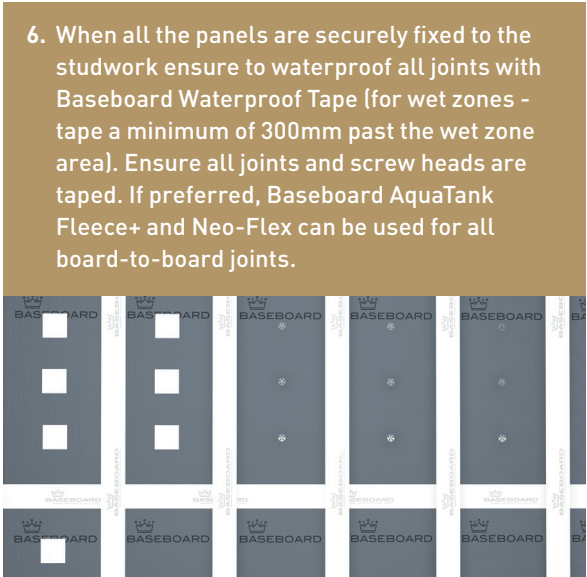 6. When all the panels are securely fixed to the
studwork ensure to waterproof all joints with
Baseboard Waterproof Tape (for wet zones -
tape a minimum of 300mm past the wet zone
area). Ensure all joints and screw heads are
taped. If preferred, Baseboard AquaTank
Fleece+ and Neo-Flex can be used for all
board-to-board joints.
BASEBOARD BASEBOARD BASEBOARD BASEBOARD BASEBOARD
BASEBOARD BASEBOARD BASEBOARD
BASEBOARD BASEBOARD BASEBOARD BASEBOARD BASEBOARD